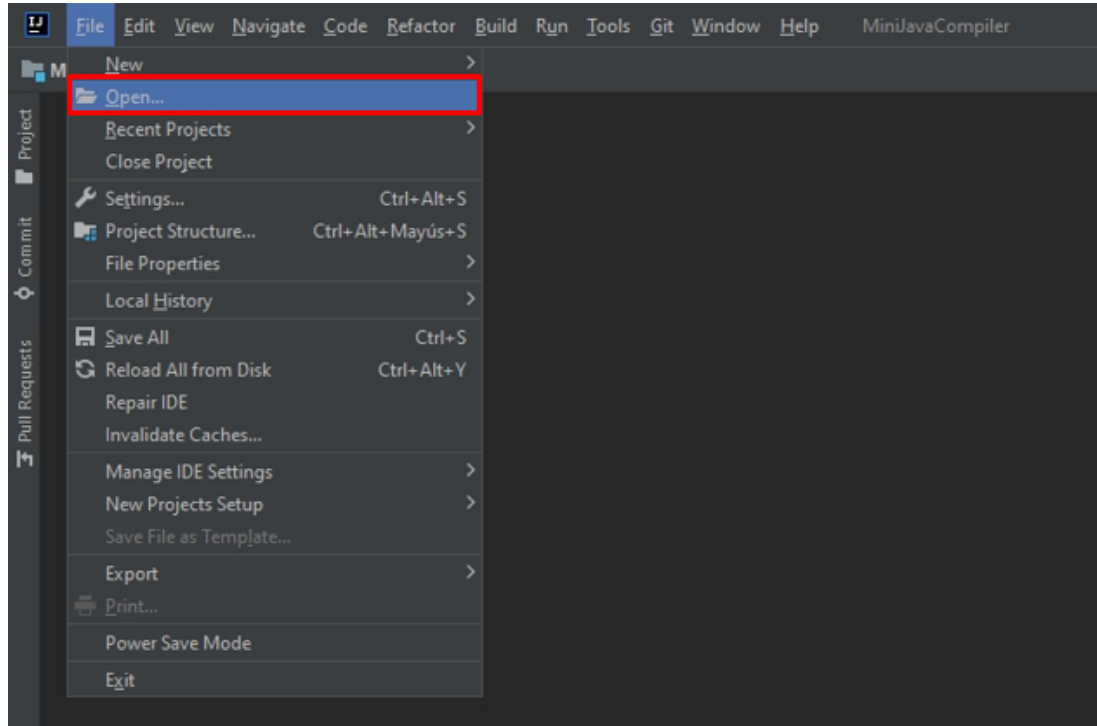 IJ File Edit View Navigate Code Refactor Build Run Tools Git Window Help MiniJavaCompiler
M
New
Open...
Recent Projects
Close Project
Settings... Ctrl+Alt+S
Project Structure... Ctrl+Alt+Mayús+S
File Properties
Local History
Save All Ctrl+S
Reload All from Disk Ctrl+Alt+Y
Repair IDE
Invalidate Caches...
Manage IDE Settings
New Projects Setup
Save File as Template...
Export
Print...
Power Save Mode
Exit
Project
Commit
Pull Requests